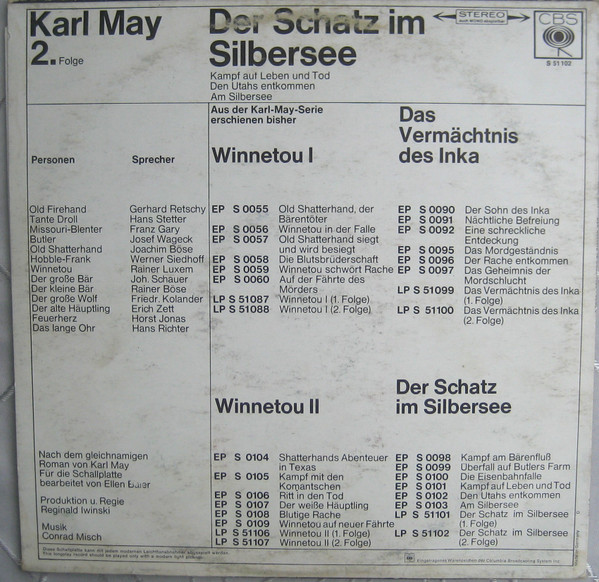 Karl May
2. Folge
Der Schatz im
Silbersee
Kampf auf Leben und Tod
Den Utahs entkommen
Am Silbersee
STEREO
CBS
S 51 102
Personen Sprecher
Old Firehand Gerhard Retschy
Tante Droll Hans Stetter
Missouri-Blenter Franz Gary
Butler Josef Wageck
Old Shatterhand Joachim Böse
Hobble-Frank Werner Siedhoff
Winnetou Rainer Luxem
Der große Bär Joh. Schauer
Der kleine Bär Rainer Böse
Der große Wolf Friedr. Kolander
Der alte Häuptling Erich Zett
Feuerherz Horst Jonas
Das lange Ohr Hans Richter
Nach dem gleichnamigen
Roman von Karl May
Für die Schallplatte
bearbeitet von Ellen
Produktion u. Regie
Reginald Iwinski
Musik
Conrad Misch
Aus der Karl-May-Serie
erschienen bisher
Winnetou I
EP S 0055 Old Shatterhand, der
Bärentöter
EP S 0056 Winnetou in der Falle
EP S 0057 Old Shatterhand siegt
und wird besiegt
EP S 0058 Die Blutsbrüderschaft
EP S 0059 Winnetou schwört Rache
EP S 0060 Auf der Fährte des
Mörders
LP S 51087 Winnetou I (1. Folge)
LP S 51088 Winnetou I (2. Folge)
Das
Vermächtnis
des Inka
EP S 0090 Der Sohn des Inka
EP S 0091 Nächtliche Befreiung
EP S 0092 Eine schreckliche
Entdeckung
EP S 0095 Das Mordgeständnis
EP S 0096 Der Rache entkommen
EP S 0097 Das Geheimnis der
Mordschlucht
LP S 51099 Das Vermächtnis des Inka
(1. Folge)
LP S 51100 Das Vermächtnis des Inka
(2. Folge)
Winnetou II
EP S 0104 Shatterhands Abenteuer
in Texas
EP S 0105 Kampf mit den
Komantschen
EP S 0106 Ritt in den Tod
EP S 0107 Der weiße Häuptling
EP S 0108 Blutige Rache
EP S 0109 Winnetou auf neuer Fährte
LP S 51106 Winnetou II (1. Folge)
LP S 51107 Winnetou II (2. Folge)
Der Schatz
im Silbersee
EP S 0098 Kampf am Bärenfluß
EP S 0099 Überfall auf Butlers Farm
EP S 0100 Die Eisenbahnfalle
EP S 0101 Kampf auf Leben und Tod
EP S 0102 Den Utahs entkommen
EP S 0103 Am Silbersee
LP S 51101 Der Schatz im Silbersee
(1. Folge)
LP S 51102 Der Schatz im Silbersee
(2. Folge)